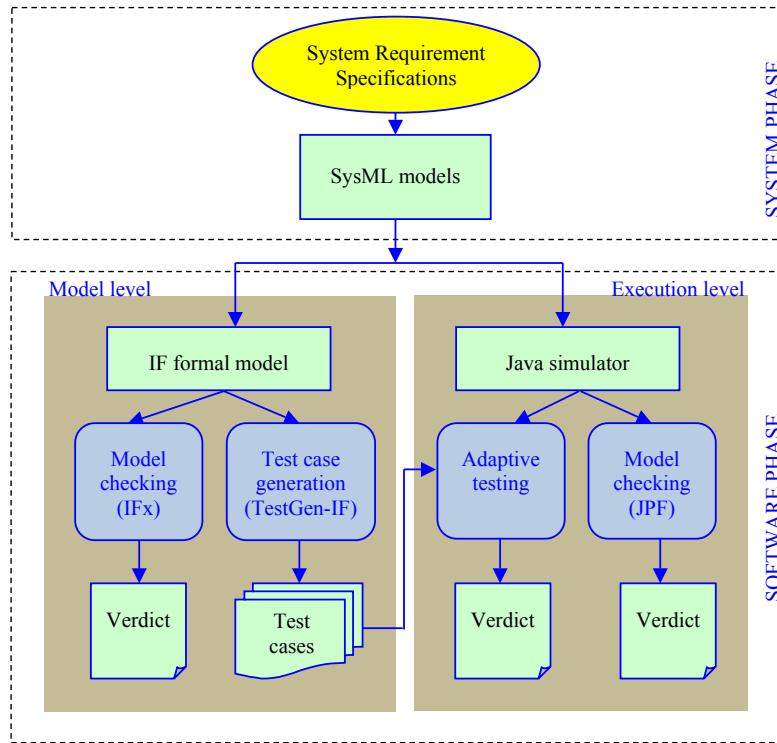 System Requirement
Specifications
SYSTEM PHASE
SysML models
Model level
Execution level
IF formal model
Java simulator
Model
checking
(IFx)
Test case
generation
(TestGen-IF)
Adaptive
testing
Model
checking
(JPF)
SOFTWARE PHASE
Verdict
Test
cases
Verdict
Verdict